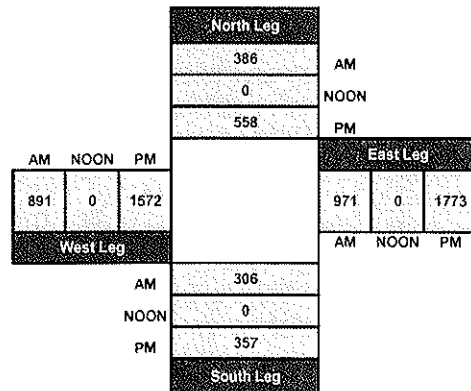 North Leg
386 AM
0 NOON
558 PM
AM NOON PM
East Leg
891 0 1572
971 0 1773
West Leg
AM NOON PM
AM 306
NOON 0
PM 357
South Leg